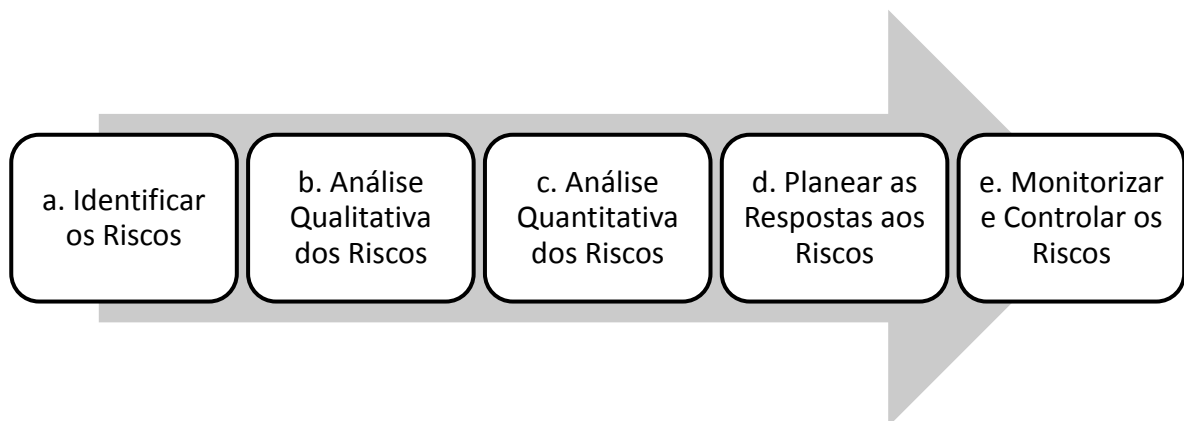 a. Identificar
os Riscos
b. Análise
Qualitativa
dos Riscos
c. Análise
Quantitativa
dos Riscos
d. Planear as
Respostas aos
Riscos
e. Monitorizar
e Controlar os
Riscos